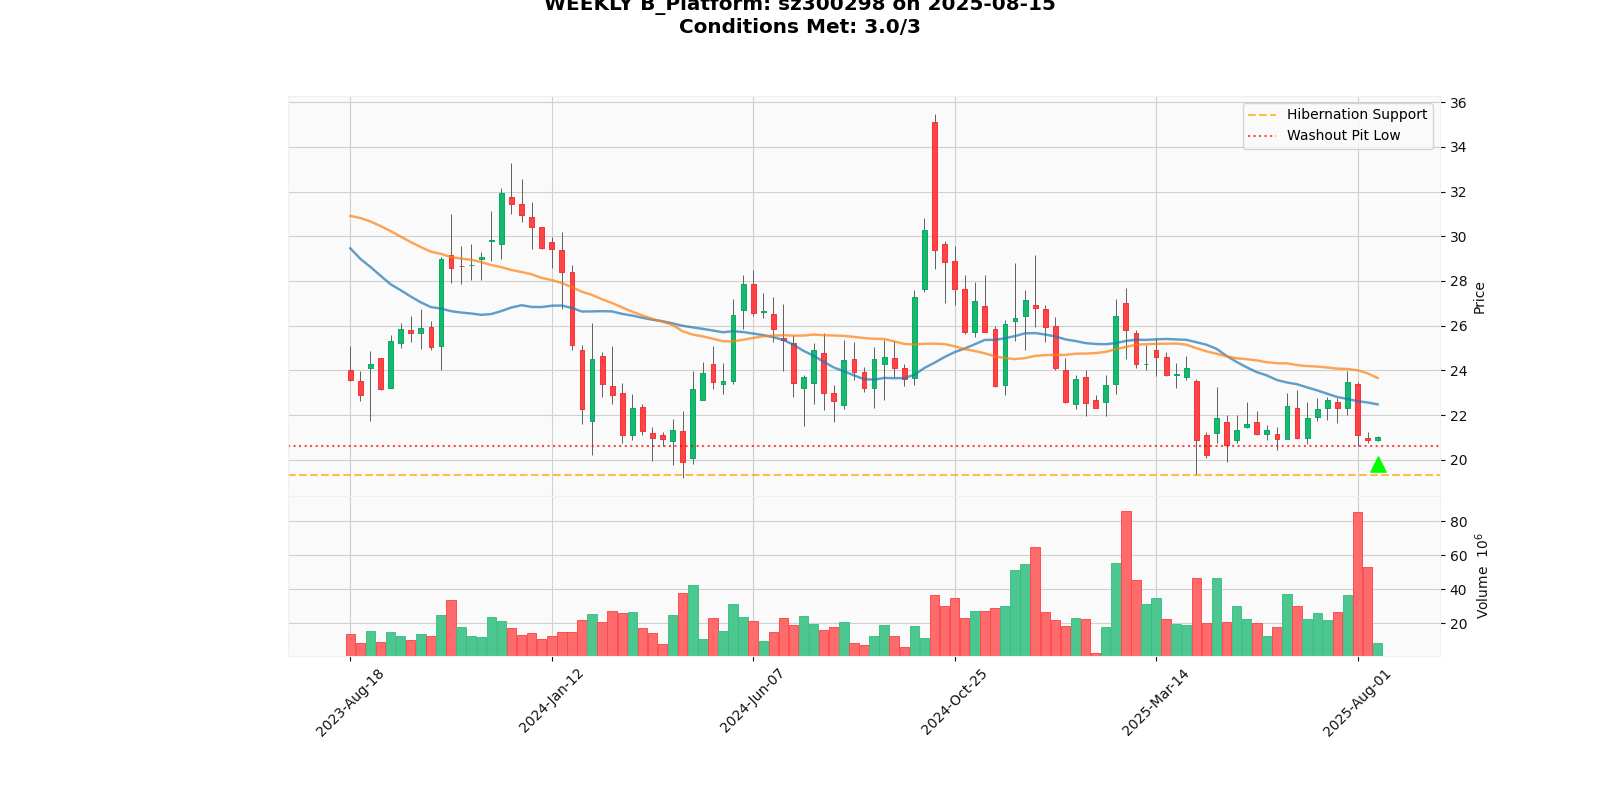 WEEKLY B_Platform: sz300298 on 2025-08-15
Conditions Met: 3.0/3
Hibernation Support
Washout Pit Low
36
34
32
30
28
26
24
22
20
Price
80
60
40
20
Volume 10^6
2023-Aug-18
2024-Jan-12
2024-Jun-07
2024-Oct-25
2025-Mar-14
2025-Aug-01